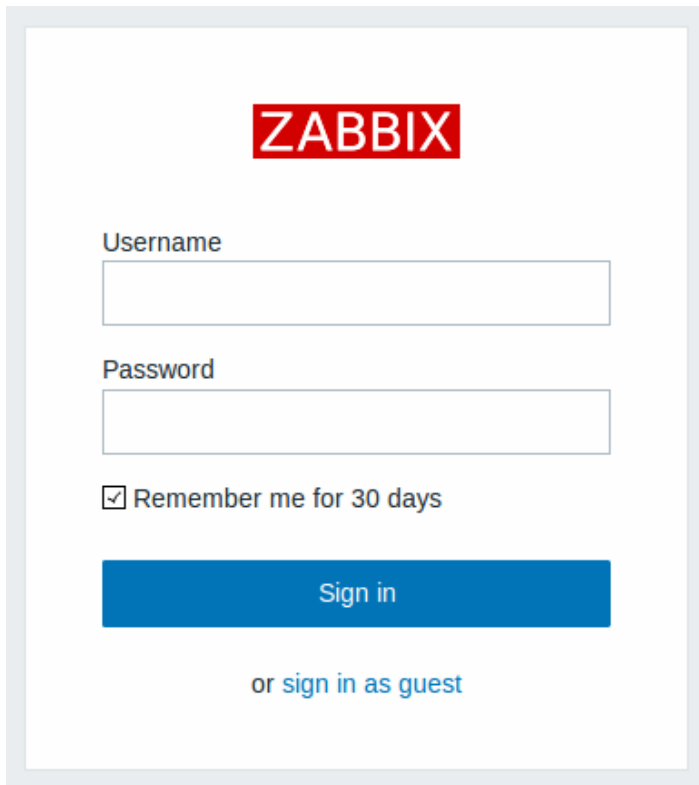 ZABBIX
Username
Password
Remember me for 30 days
Sign in
or sign in as guest